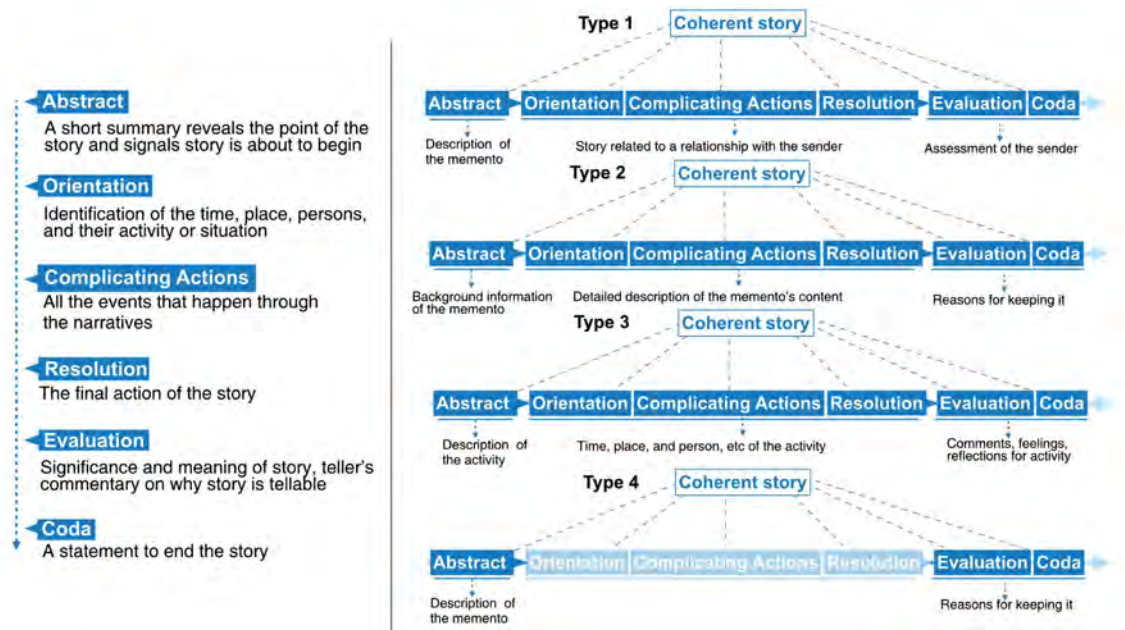 Abstract
A short summary reveals the point of the
story and signals story is about to begin
Orientation
Identification of the time, place, persons,
and their activity or situation
Complicating Actions
All the events that happen through
the narratives
Resolution
The final action of the story
Evaluation
Significance and meaning of story, teller's
commentary on why story is tellable
Coda
A statement to end the story
Type 1
Coherent story
Abstract Orientation Complicating Actions Resolution Evaluation Coda
Description of
the memento
Story related to a relationship with the sender
Assessment of the sender
Type 2
Coherent story
Abstract Orientation Complicating Actions Resolution Evaluation Coda
Background information
of the memento
Detailed description of the memento's content
Reasons for keeping it
Type 3
Coherent story
Abstract Orientation Complicating Actions Resolution Evaluation Coda
Description of
the activity
Time, place, and person, etc of the activity
Comments, feelings,
reflections for activity
Type 4
Coherent story
Abstract Orientation Complicating Actions Resolution Evaluation Coda
Description of
the memento
Reasons for keeping it